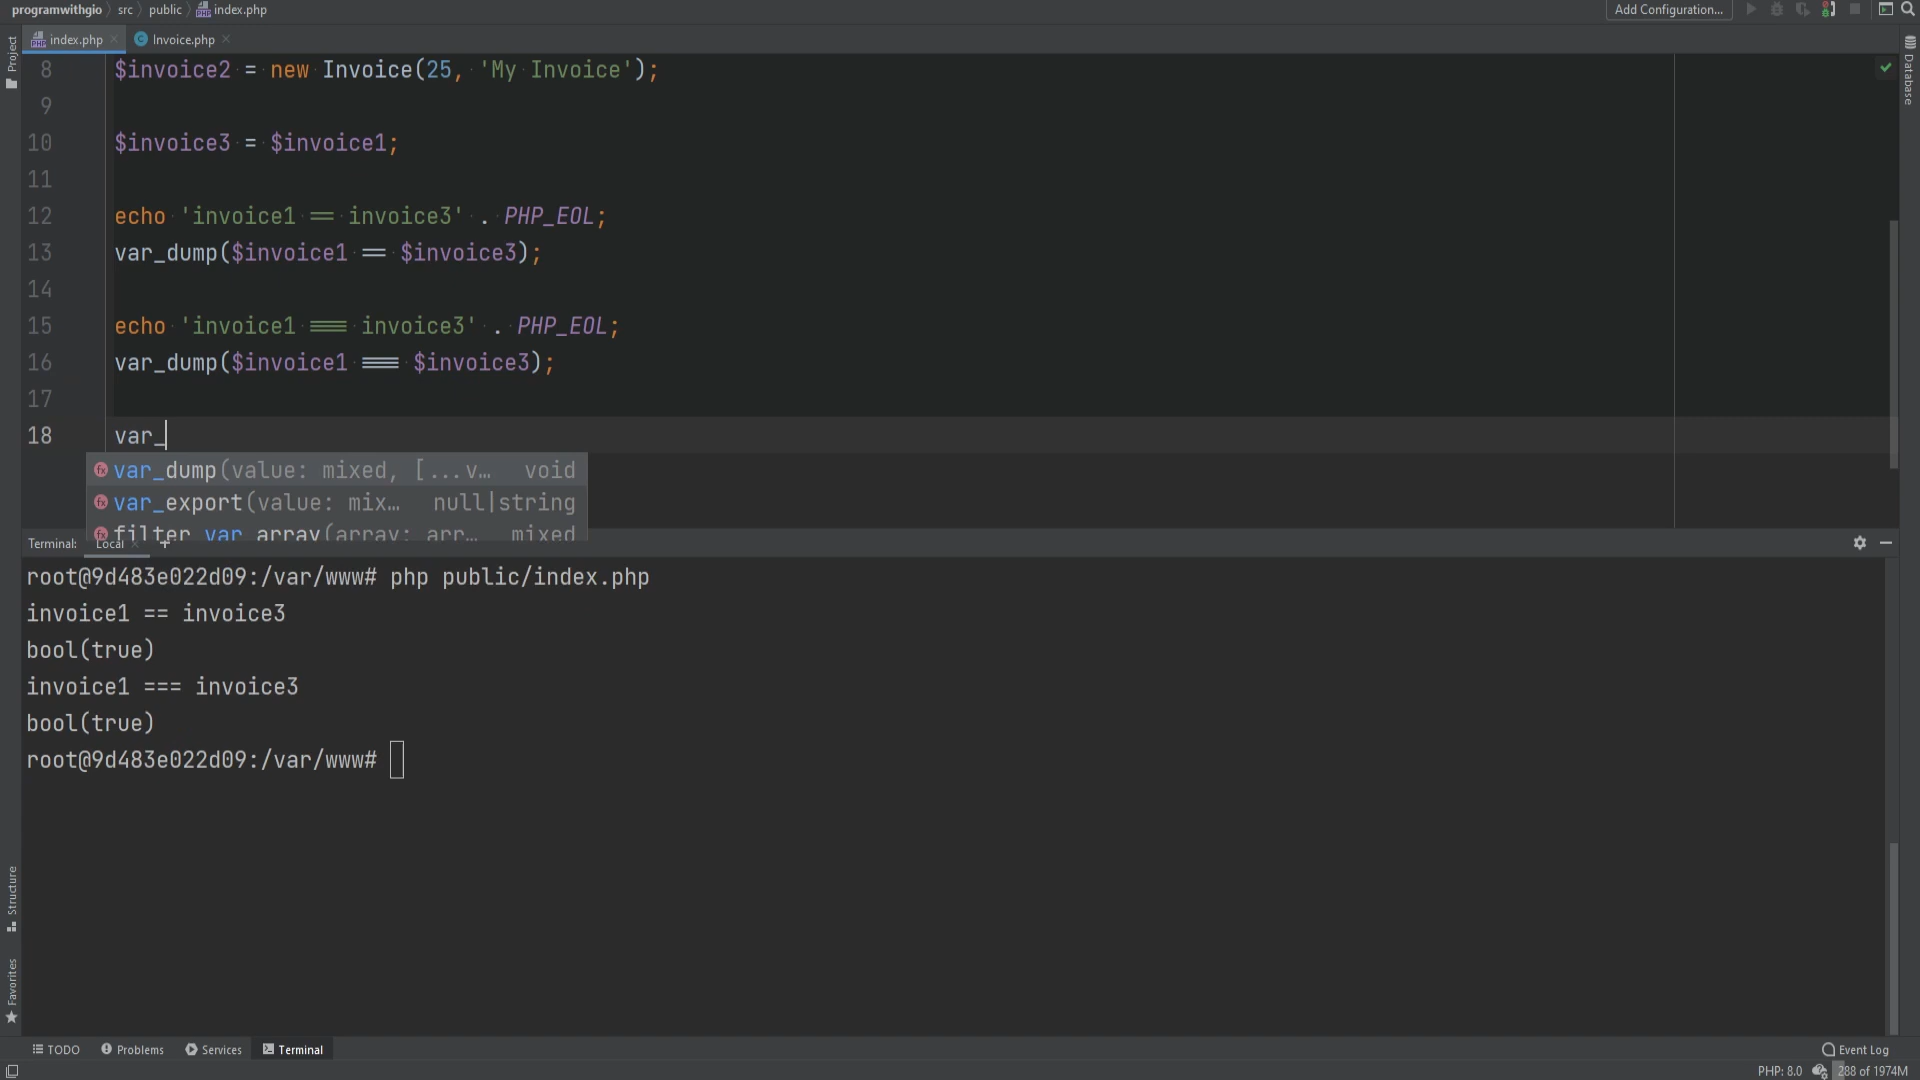 programwithgio src public index.php Add Configuration...
index.php Invoice.php
Project
Database
8 $invoice2 = new Invoice(25, 'My Invoice');
9
10 $invoice3 = $invoice1;
11
12 echo 'invoice1 == invoice3' . PHP_EOL;
13 var_dump($invoice1 == $invoice3);
14
15 echo 'invoice1 === invoice3' . PHP_EOL;
16 var_dump($invoice1 === $invoice3);
17
18 var_
var_dump(value: mixed, [...v... void
var_export(value: mix... null|string
filter_var_array(array: arr... mixed
Terminal: Local +
root@9d483e022d09:/var/www# php public/index.php
invoice1 == invoice3
bool(true)
invoice1 === invoice3
bool(true)
root@9d483e022d09:/var/www#
Structure
Favorites
TODO Problems Services Terminal Event Log
PHP: 8.0 288 of 1974M